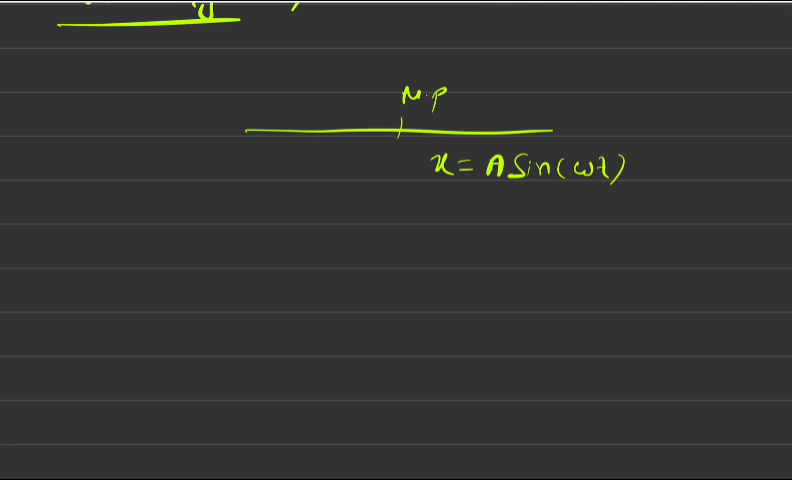 M.P
x = A Sin(ωt)